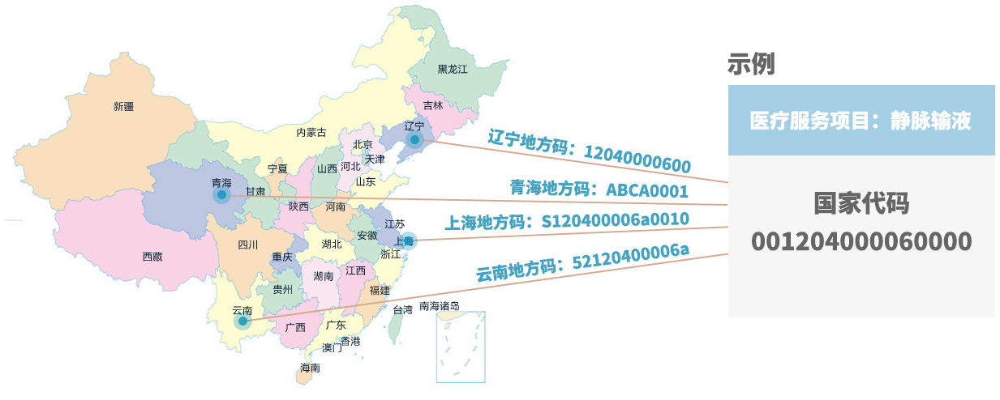 黑龙江
吉林
辽宁
新疆
内蒙古
北京
天津
宁夏
山西
河北
山东
青海
甘肃
陕西
河南
江苏
安徽
上海
西藏
四川
湖北
浙江
重庆
湖南
江西
贵州
福建
云南
台湾
南海诸岛
广西
广东
香港
澳门
海南
辽宁地方码：12040000600
青海地方码：ABCA0001
上海地方码：S120400006a0010
云南地方码：52120400006a
示例
医疗服务项目：静脉输液
国家代码
001204000060000